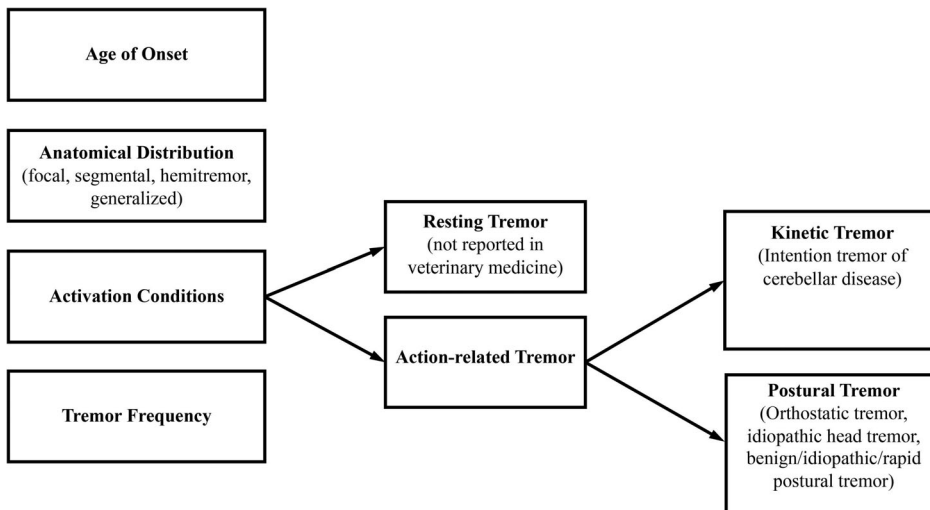 Age of Onset
Anatomical Distribution
(focal, segmental, hemitremor,
generalized)
Activation Conditions
Tremor Frequency
Resting Tremor
(not reported in
veterinary medicine)
Action-related Tremor
Kinetic Tremor
(Intention tremor of
cerebellar disease)
Postural Tremor
(Orthostatic tremor,
idiopathic head tremor,
benign/idiopathic/rapid
postural tremor)